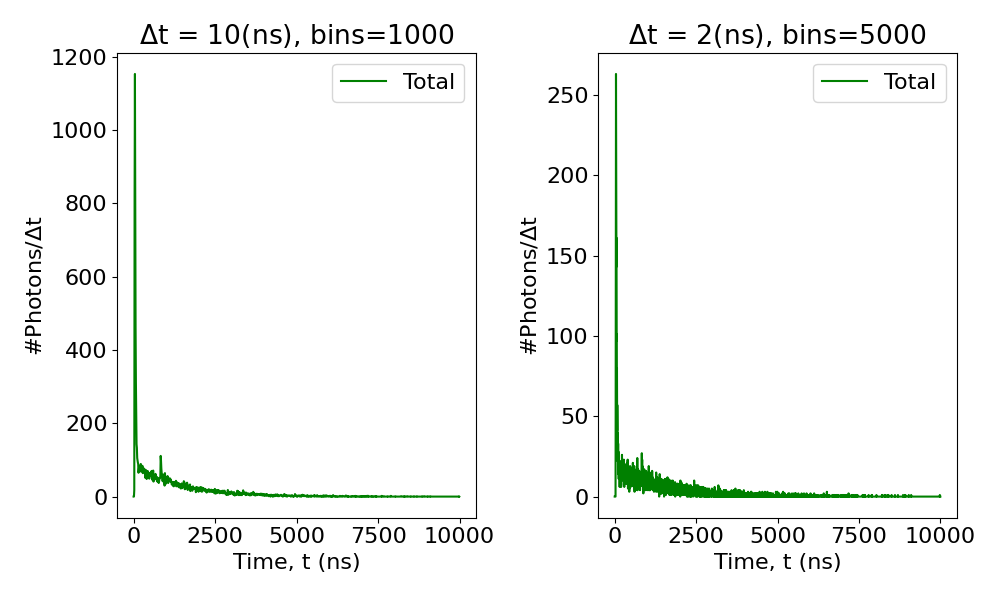 Δt = 10(ns), bins=1000
1200
1000
800
600
400
200
0
#Photons/Δt
Total
0 2500 5000 7500 10000
Time, t (ns)
Δt = 2(ns), bins=5000
250
200
150
100
50
0
#Photons/Δt
Total
0 2500 5000 7500 10000
Time, t (ns)